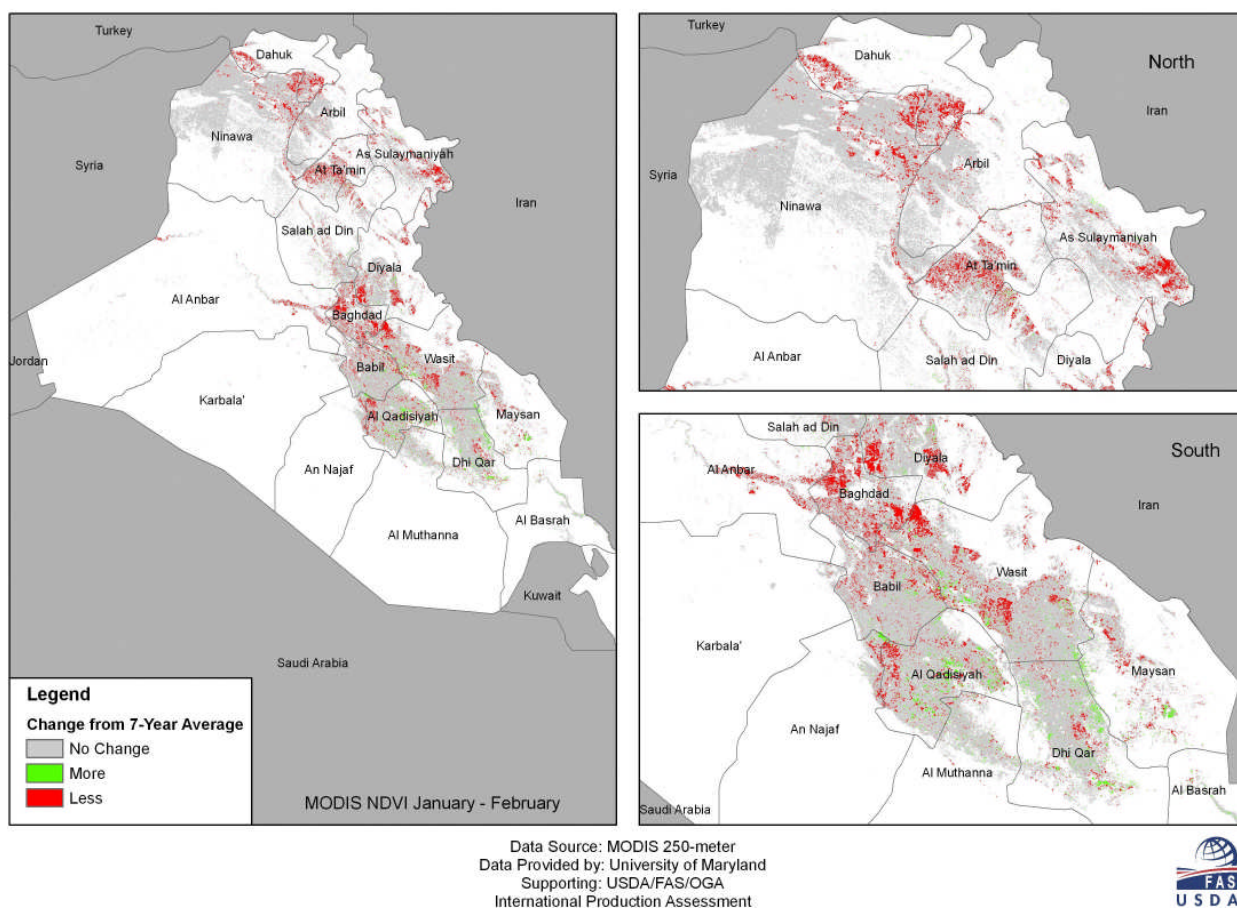 Turkey
Dahuk
Arbil
Ninawa
As Sulaymaniyah
At Ta'min
Syria
Iran
Salah ad Din
Diyala
Al Anbar
Baghdad
Wasit
Jordan
Babil
Karbala'
Al Qadisiyah
Maysan
An Najaf
Dhi Qar
Al Basrah
Al Muthanna
Kuwait
Saudi Arabia
Legend
Change from 7-Year Average
No Change
More
Less
MODIS NDVI January - February
Turkey
Dahuk
North
Iran
Arbil
Syria
Ninawa
As Sulaymaniyah
At Ta'min
Al Anbar
Salah ad Din
Diyala
Salah ad Din
South
Diyala
Al Anbar
Baghdad
Iran
Wasit
Babil
Karbala'
Al Qadisiyah
Maysan
An Najaf
Dhi Qar
Al Muthanna
Al Basrah
Saudi Arabia
Data Source: MODIS 250-meter
Data Provided by: University of Maryland
Supporting: USDA/FAS/OGA
International Production Assessment
FAS
USDA